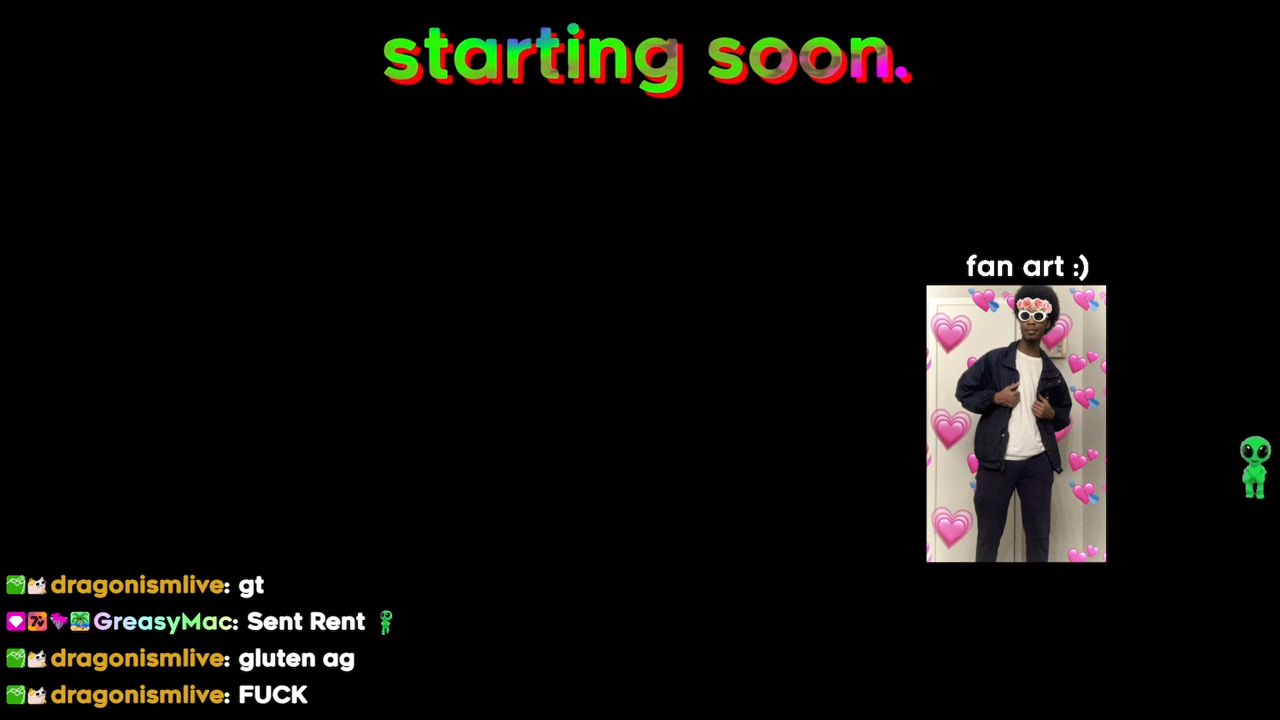 starting soon.
fan art :)
dragonismlive: gt
GreasyMac: Sent Rent
dragonismlive: gluten ag
dragonismlive: FUCK